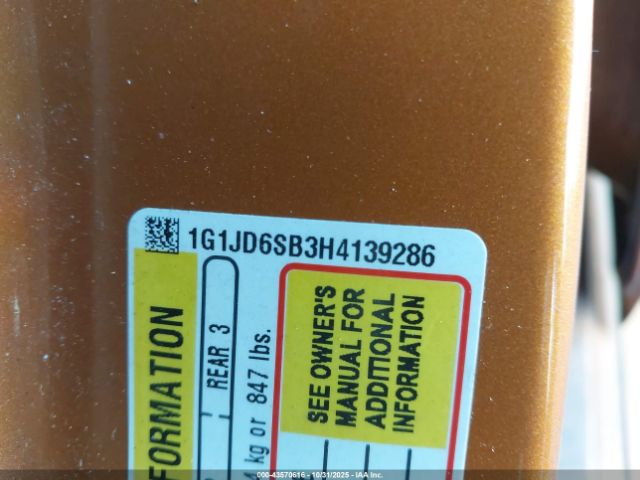 1G1JD6SB3H4139286
FORMATION
REAR 3
kg or 847 lbs.
SEE OWNER'S
MANUAL FOR
ADDITIONAL
INFORMATION
000-43570616 - 10/31/2025 - IAA Inc.